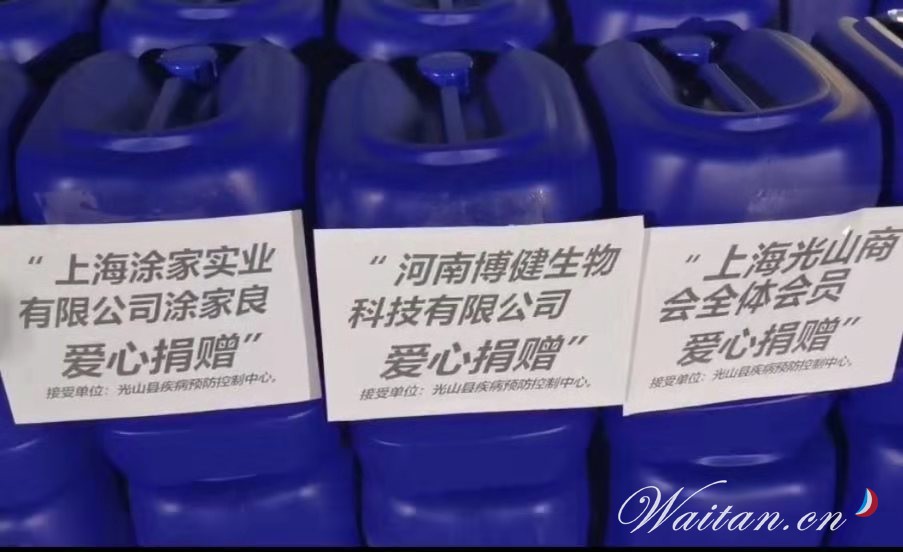 “上海涂家实业
有限公司涂家良
爱心捐赠”
接受单位：光山县疾病预防控制中心。
“河南博健生物
科技有限公司
爱心捐赠”
接受单位：光山县疾病预防控制中心。
“上海光山商
会全体会员
爱心捐赠”
接受单位：光山县疾病预防控制中心。
Waitan.cn